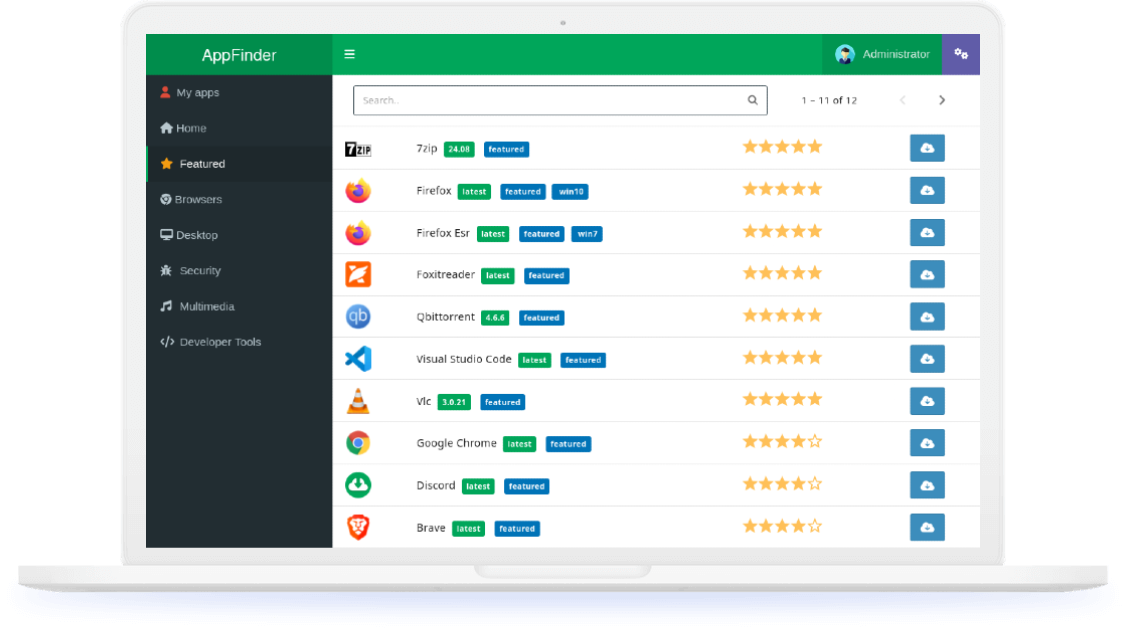 AppFinder
Administrator
My apps
Home
Featured
Browsers
Desktop
Security
Multimedia
Developer Tools
Search..
1 – 11 of 12
7ZIP 7zip 24.08 featured
Firefox latest featured win10
Firefox Esr latest featured win7
Foxitreader latest featured
qb Qbittorrent 4.6.6 featured
Visual Studio Code latest featured
Vlc 3.0.21 featured
Google Chrome latest featured
Discord latest featured
Brave latest featured